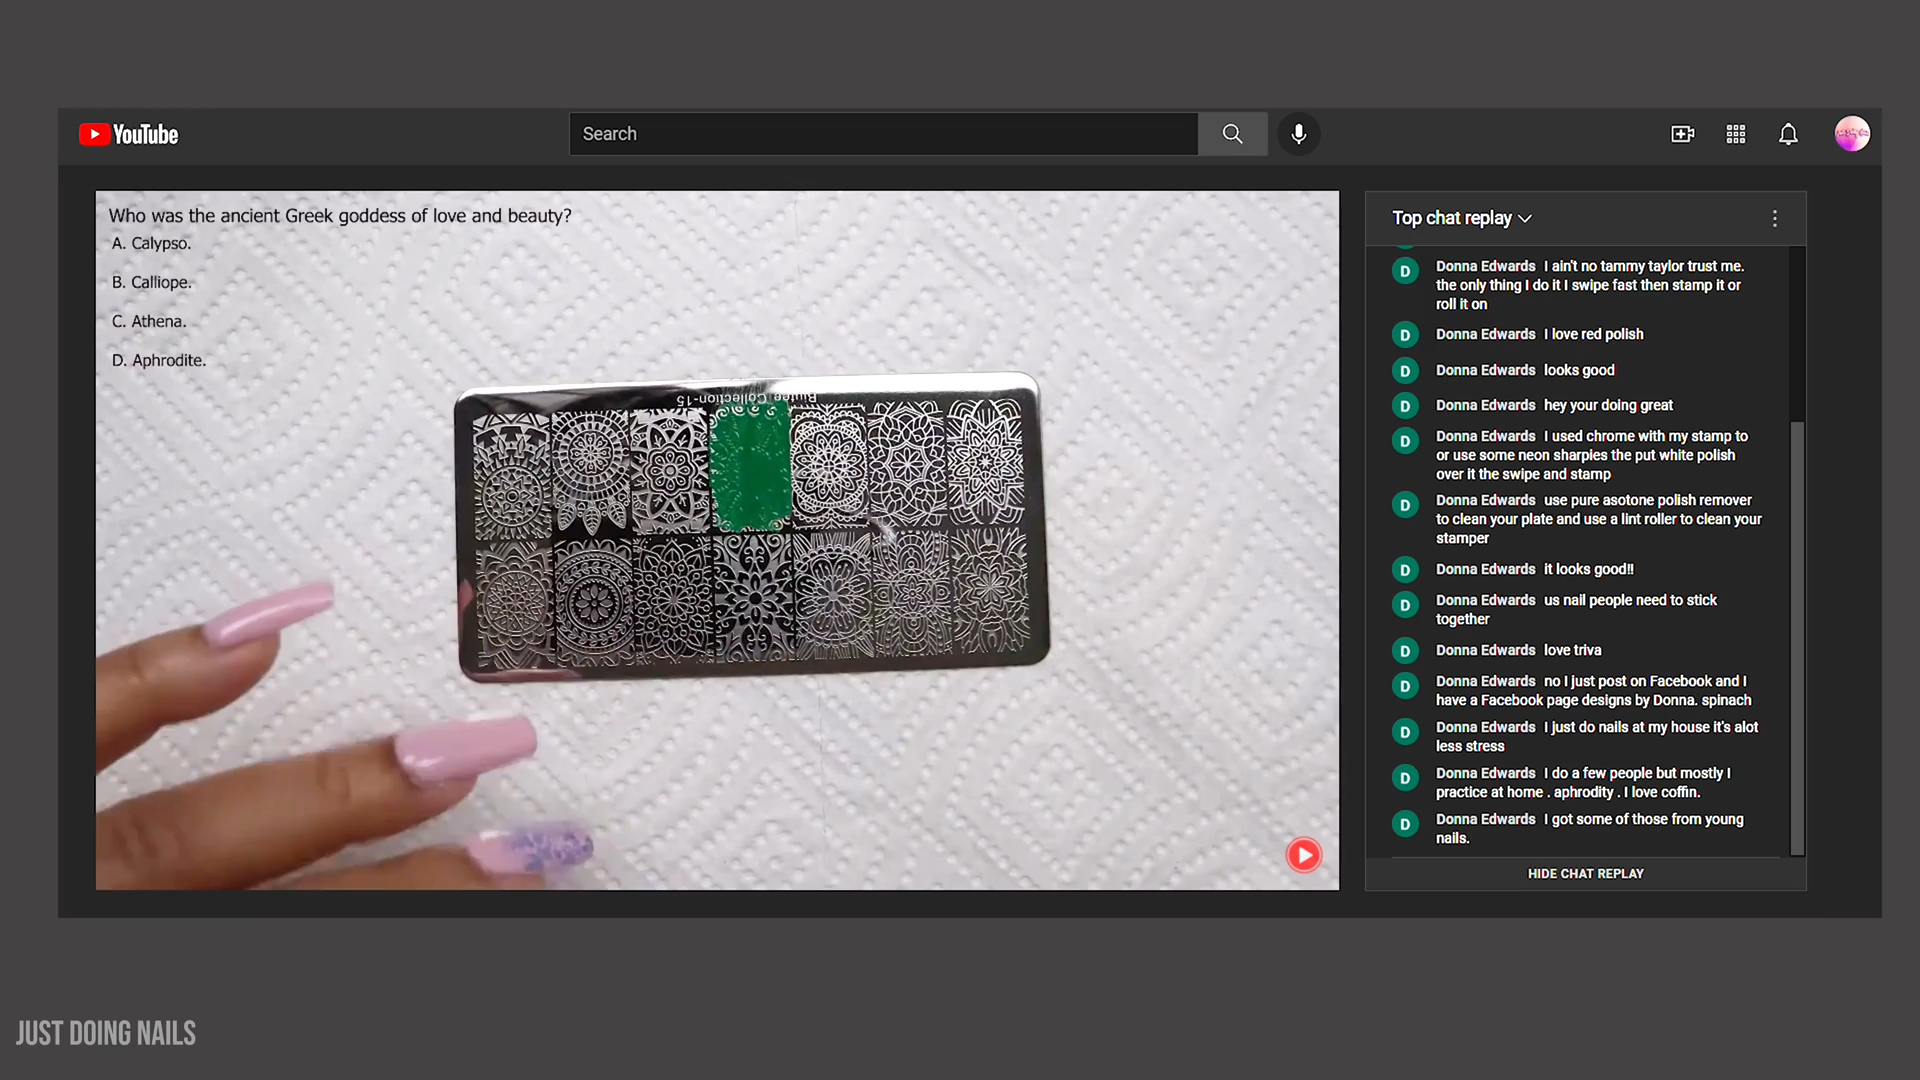 YouTube
Search
Who was the ancient Greek goddess of love and beauty?
A. Calypso.
B. Calliope.
C. Athena.
D. Aphrodite.
Biutee Collection-15
Top chat replay
D Donna Edwards I ain't no tammy taylor trust me.
the only thing I do it I swipe fast then stamp it or
roll it on
D Donna Edwards I love red polish
D Donna Edwards looks good
D Donna Edwards hey your doing great
D Donna Edwards I used chrome with my stamp to
or use some neon sharpies the put white polish
over it the swipe and stamp
D Donna Edwards use pure asotone polish remover
to clean your plate and use a lint roller to clean your
stamper
D Donna Edwards it looks good!!
D Donna Edwards us nail people need to stick
together
D Donna Edwards love triva
D Donna Edwards no I just post on Facebook and I
have a Facebook page designs by Donna. spinach
D Donna Edwards I just do nails at my house it's alot
less stress
D Donna Edwards I do a few people but mostly I
practice at home . aphrodity . I love coffin.
D Donna Edwards I got some of those from young
nails.
HIDE CHAT REPLAY
JUST DOING NAILS